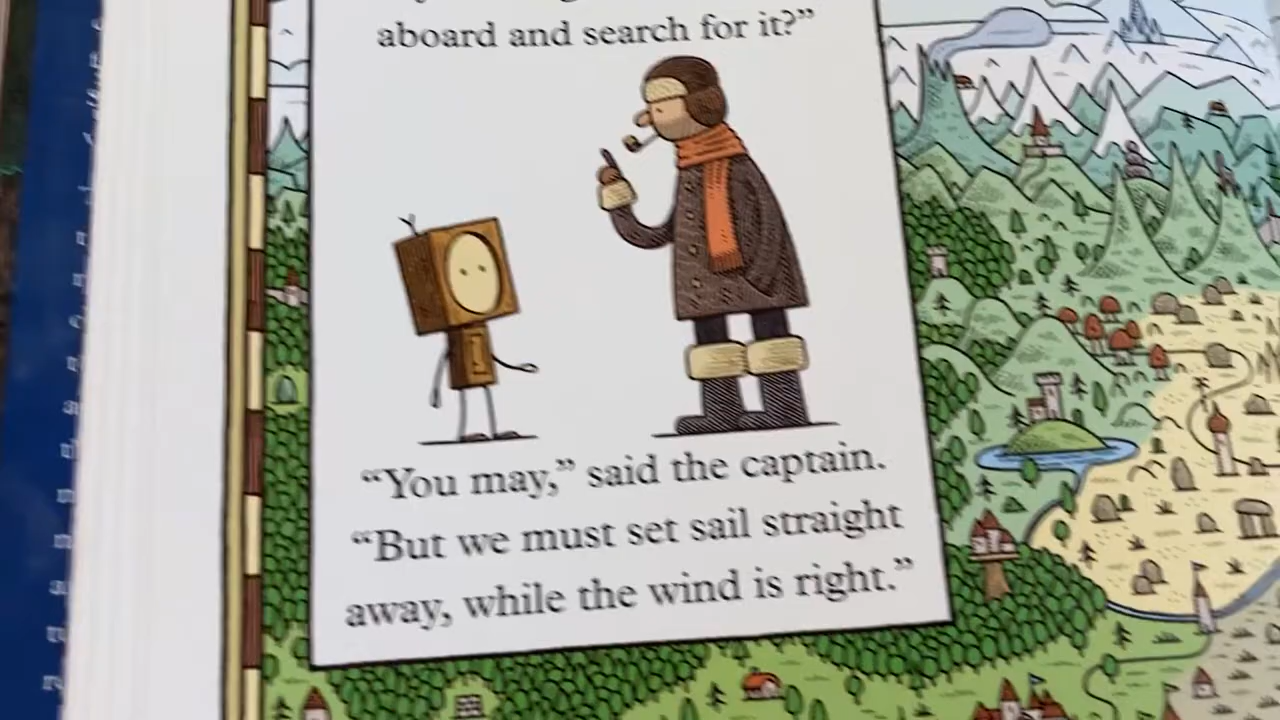 aboard and search for it?”
“You may,” said the captain.
“But we must set sail straight
away, while the wind is right.”